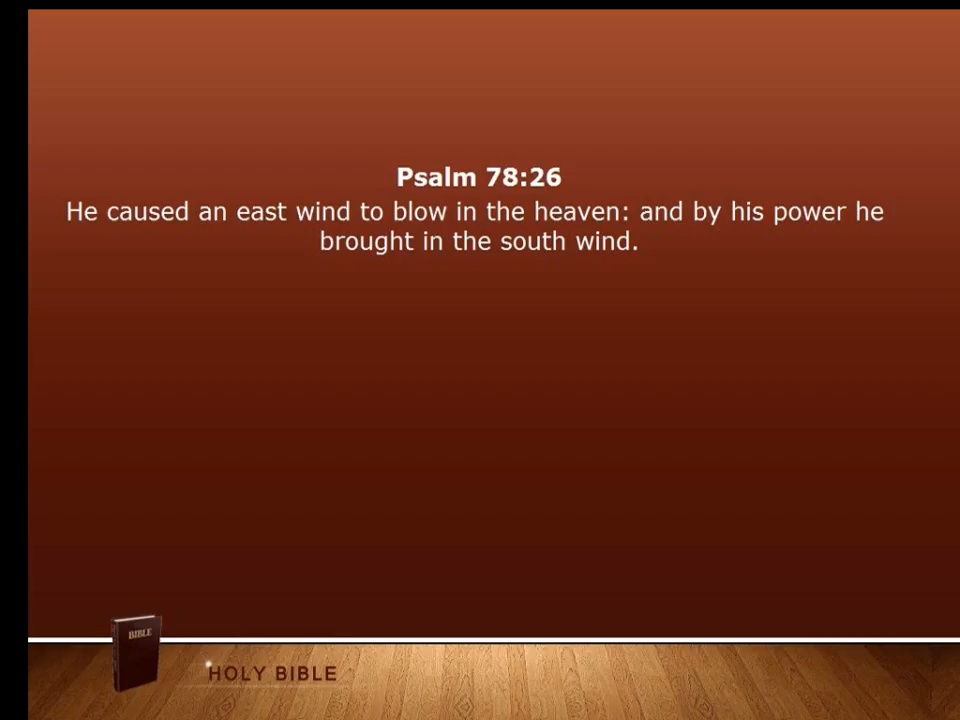 Psalm 78:26
He caused an east wind to blow in the heaven: and by his power he
brought in the south wind.
BIBLE
HOLY BIBLE